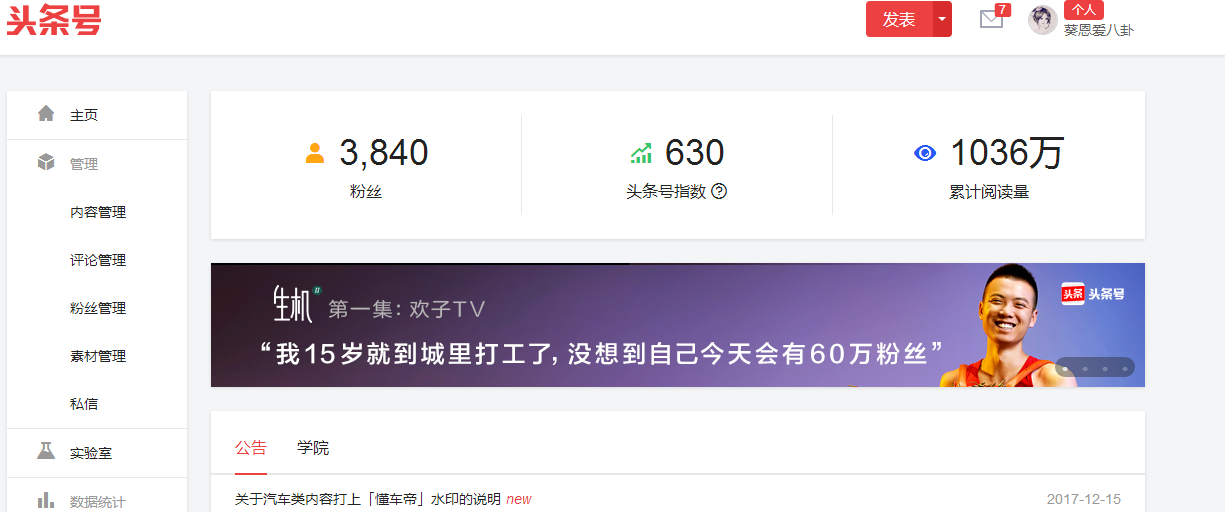 头条号
发表
7
个人
葵恩爱八卦
主页
管理
内容管理
评论管理
粉丝管理
素材管理
私信
实验室
数据统计
3,840
粉丝
630
头条号指数 ?
1036万
累计阅读量
生机 II 第一集：欢子TV
“我15岁就到城里打工了，没想到自己今天会有60万粉丝”
头条 头条号
公告 学院
关于汽车类内容打上「懂车帝」水印的说明 new 2017-12-15